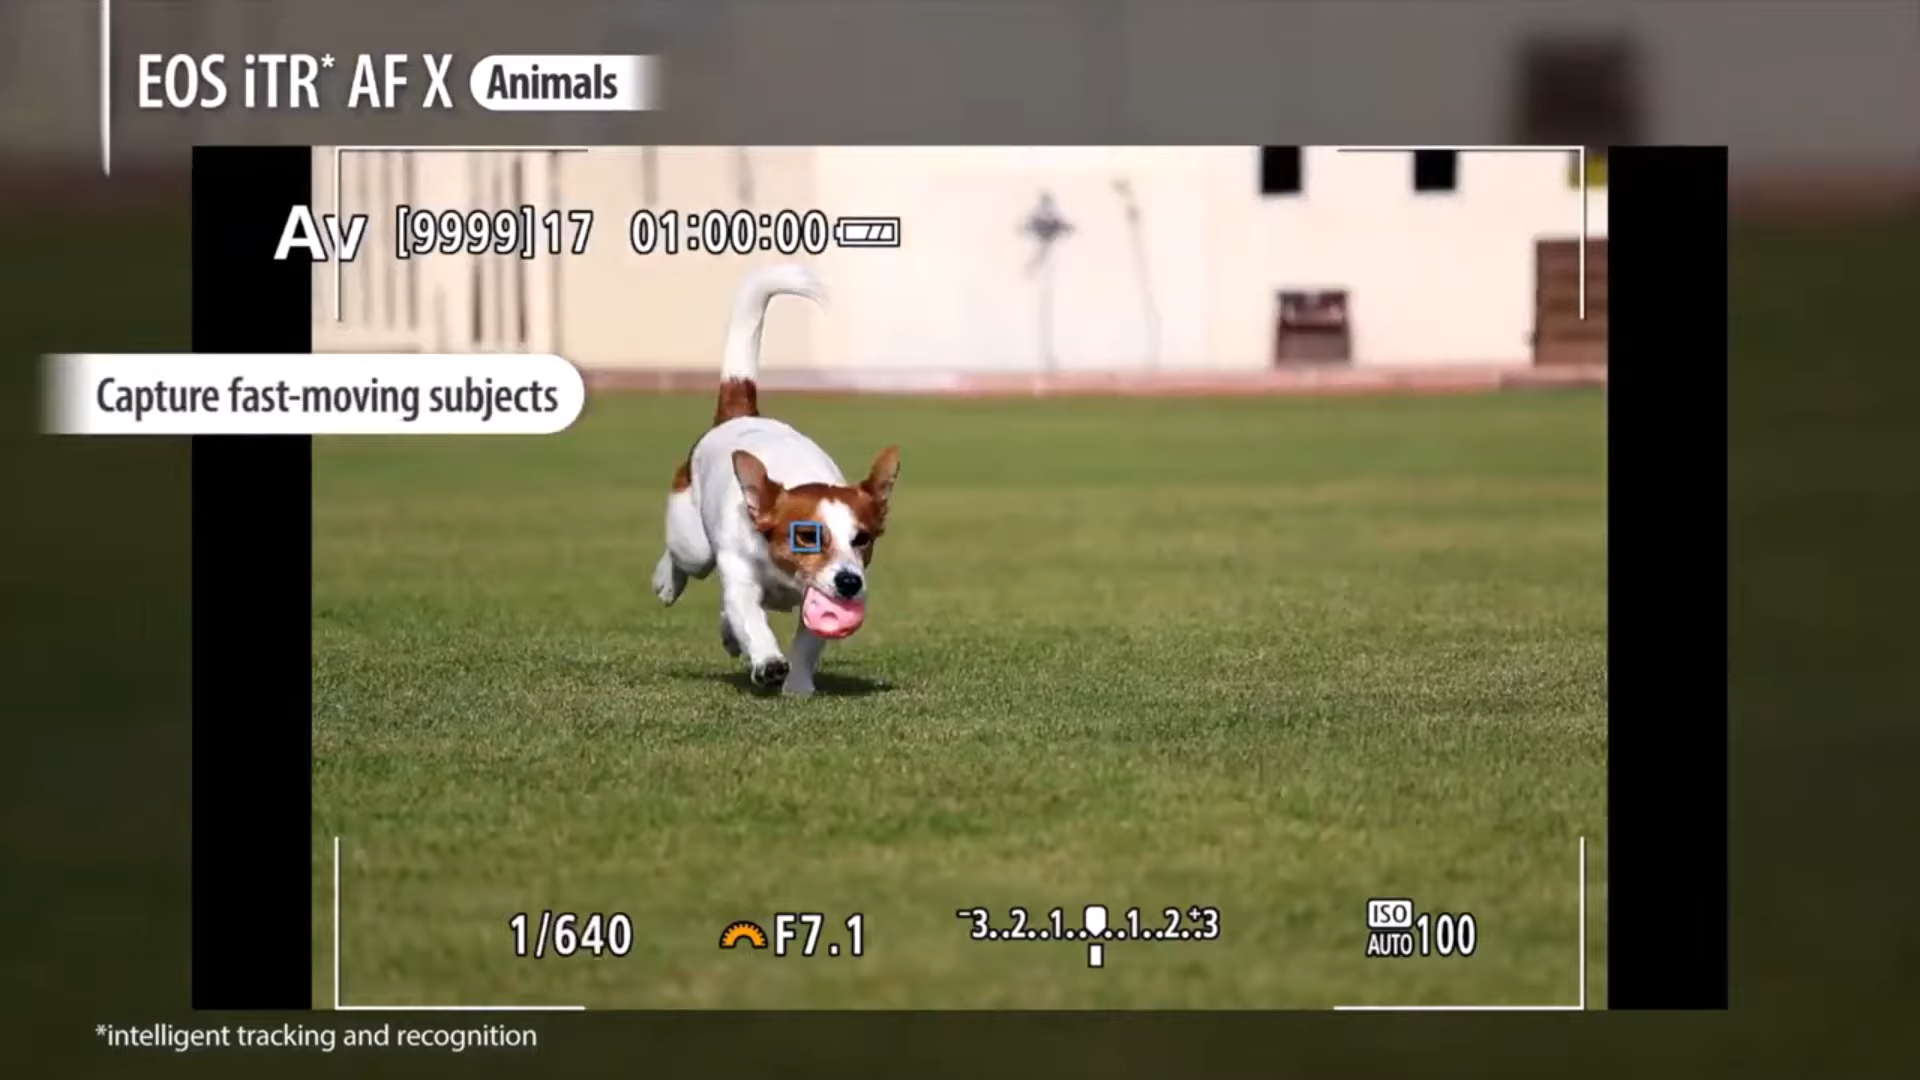 EOS iTR* AF X Animals
Av [9999]17 01:00:00
Capture fast-moving subjects
1/640 F7.1 -3..2..1..0..1..2..+3 ISO AUTO 100
*intelligent tracking and recognition